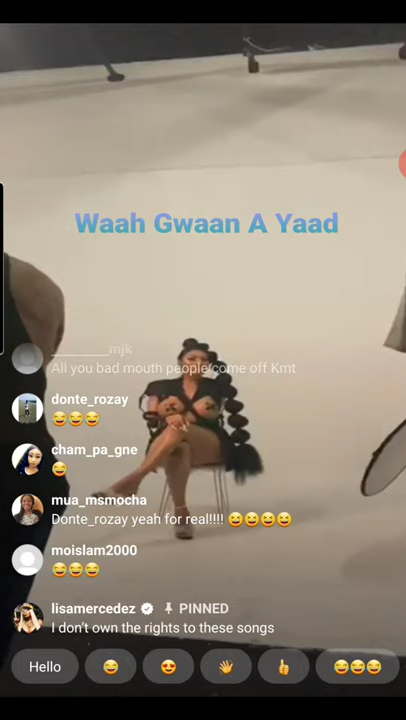 Waah Gwaan A Yaad
mjk
All you bad mouth people come off Kmt
donte_rozay
😂😂😂
cham_pa_gne
😂
mua_msmocha
Donte_rozay yeah for real!!!! 😆😆😆😆
moislam2000
😂😂😂
lisamercedez PINNED
I don't own the rights to these songs
Hello 😂 😍 👋 👍 😂😂😂